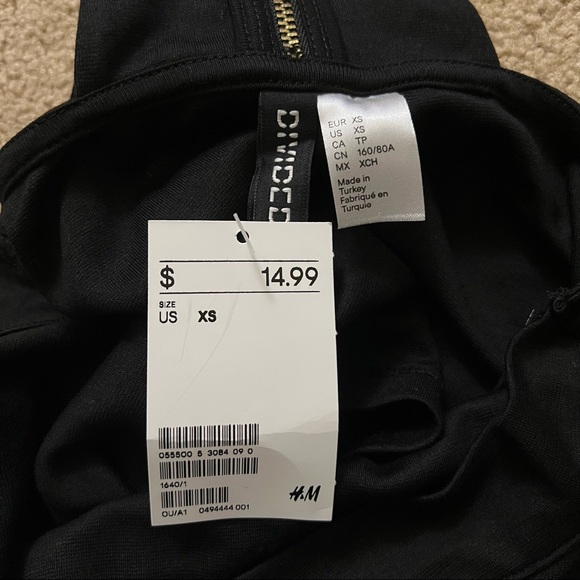 DIVIDED
EUR XS
US XS
CA TP
CN 160/80A
MX XCH
Made in
Turkey
Fabriqué en
Turquie
$ 14.99
SIZE
US XS
055500 5 3084 09 0
1640/1
OU/A1 0494444 001
H&M